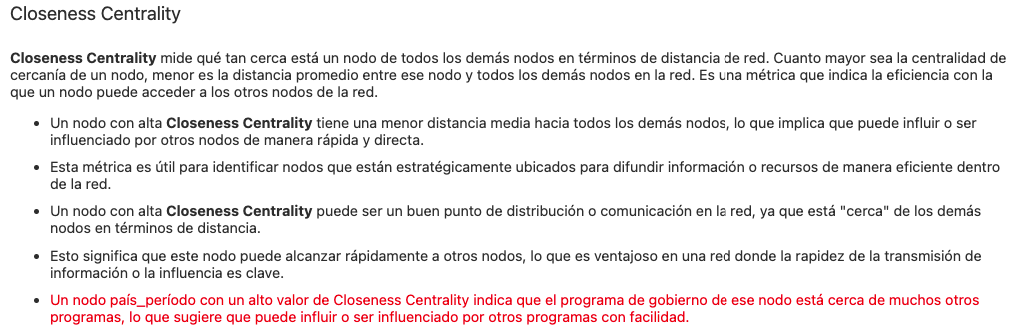 Closeness Centrality
Closeness Centrality mide qué tan cerca está un nodo de todos los demás nodos en términos de distancia de red. Cuanto mayor sea la centralidad de
cercanía de un nodo, menor es la distancia promedio entre ese nodo y todos los demás nodos en la red. Es una métrica que indica la eficiencia con la
que un nodo puede acceder a los otros nodos de la red.
• Un nodo con alta Closeness Centrality tiene una menor distancia media hacia todos los demás nodos, lo que implica que puede influir o ser
influenciado por otros nodos de manera rápida y directa.
• Esta métrica es útil para identificar nodos que están estratégicamente ubicados para difundir información o recursos de manera eficiente dentro
de la red.
• Un nodo con alta Closeness Centrality puede ser un buen punto de distribución o comunicación en la red, ya que está "cerca" de los demás
nodos en términos de distancia.
• Esto significa que este nodo puede alcanzar rápidamente a otros nodos, lo que es ventajoso en una red donde la rapidez de la transmisión de
información o la influencia es clave.
• Un nodo país_período con un alto valor de Closeness Centrality indica que el programa de gobierno de ese nodo está cerca de muchos otros
programas, lo que sugiere que puede influir o ser influenciado por otros programas con facilidad.